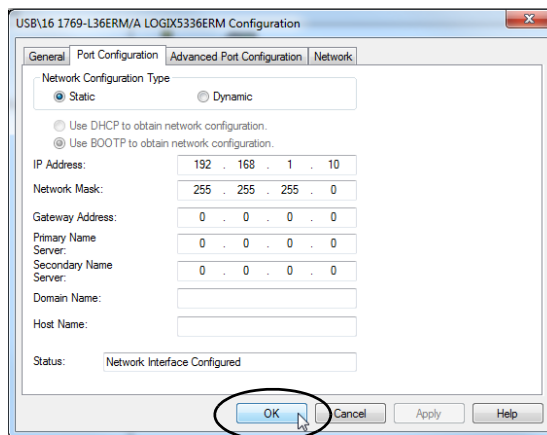 USB\16 1769-L36ERM/A LOGIX5336ERM Configuration
General Port Configuration Advanced Port Configuration Network
Network Configuration Type
Static Dynamic
Use DHCP to obtain network configuration.
Use BOOTP to obtain network configuration.
IP Address: 192 . 168 . 1 . 10
Network Mask: 255 . 255 . 255 . 0
Gateway Address: 0 . 0 . 0 . 0
Primary Name
Server: 0 . 0 . 0 . 0
Secondary Name
Server: 0 . 0 . 0 . 0
Domain Name:
Host Name:
Status: Network Interface Configured
OK Cancel Apply Help